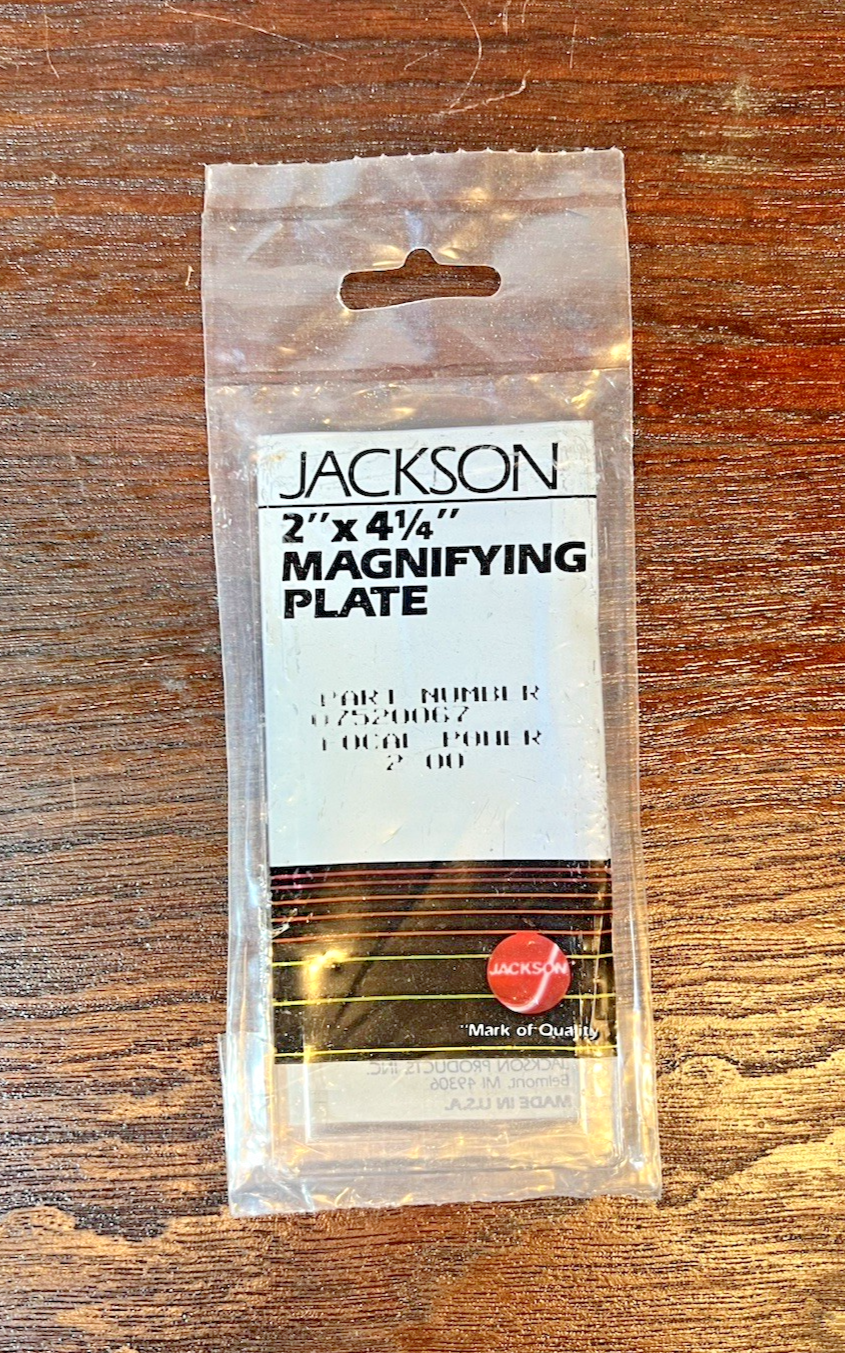 JACKSON
2" x 4¼"
MAGNIFYING
PLATE
PART NUMBER
07520067
FOCAL POWER
2 00
JACKSON
"Mark of Quality
JACKSON PRODUCTS, INC.
Belmont, MI 49306
MADE IN U.S.A.